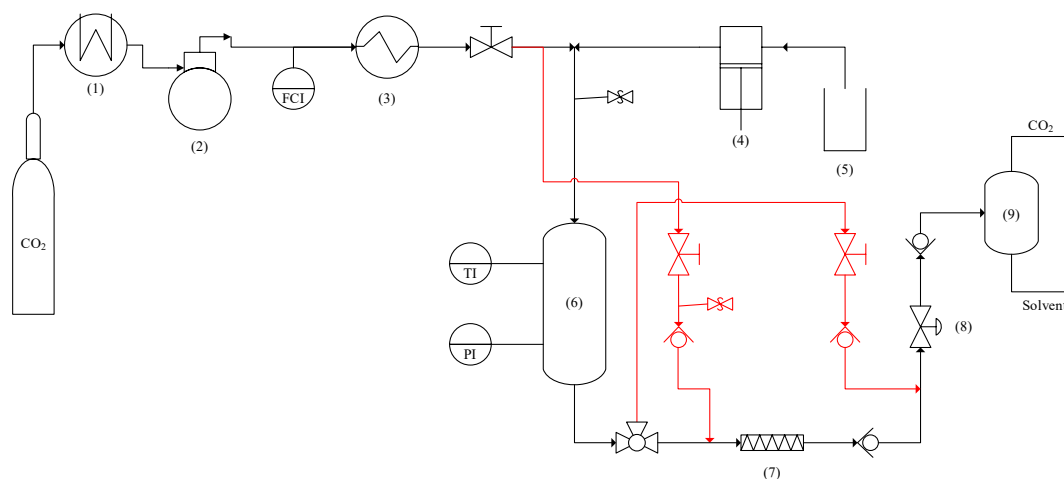 CO₂
(1)
(2)
FCI
(3)
(4)
(5)
CO₂
(9)
Solvent
TI
(6)
PI
(8)
(7)